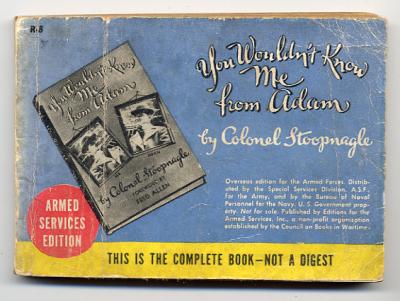 R-8
You Wouldn't Know
Me
from Adam
by Colonel Stoopnagle
You Wouldn't Know
Me
from Adam
by Colonel Stoopnagle
FOREWORD BY
FRED ALLEN
Overseas edition for the Armed Forces. Distrib-
uted by the Special Services Division, A.S.F.,
for the Army, and by the Bureau of Naval
Personnel for the Navy. U. S. Government prop-
erty. Not for sale. Published by Editions for the
Armed Services, Inc., a non-profit organization
established by the Council on Books in Wartime.
ARMED
SERVICES
EDITION
THIS IS THE COMPLETE BOOK—NOT A DIGEST